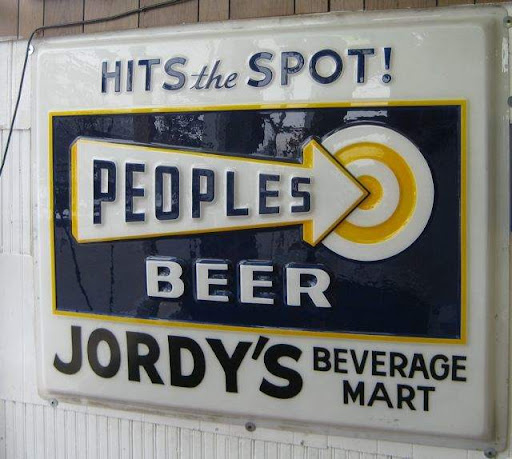 HITS the SPOT!
PEOPLES
BEER
JORDY'S BEVERAGE MART